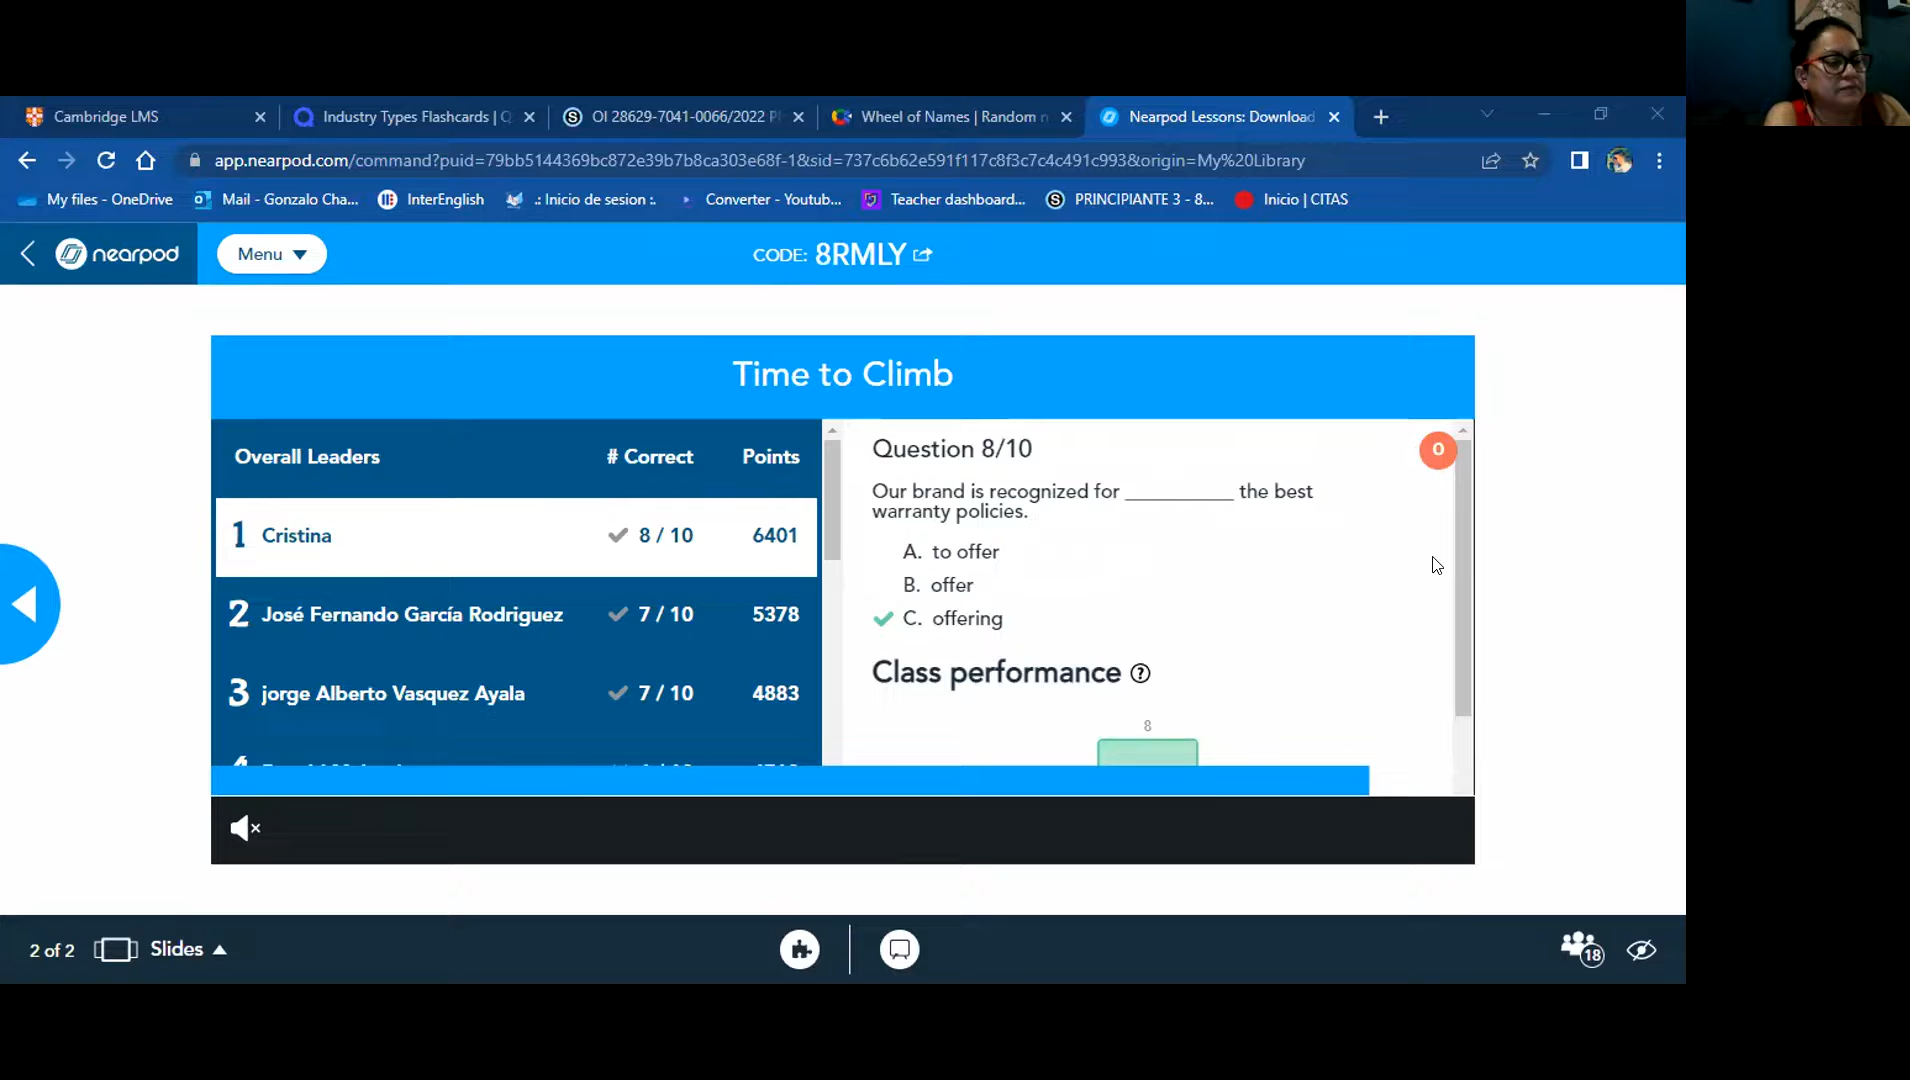 Cambridge LMS
Industry Types Flashcards | Q
OI 28629-7041-0066/2022 P
Wheel of Names | Random n
Nearpod Lessons: Download
app.nearpod.com/command?puid=79bb5144369bc872e39b7b8ca303e68f-1&sid=737c6b62e591f117c8f3c7c4c491c993&origin=My%20Library
My files - OneDrive
Mail - Gonzalo Cha...
InterEnglish
.: Inicio de sesion :.
Converter - Youtub...
Teacher dashboard...
PRINCIPIANTE 3 - 8...
Inicio | CITAS
nearpod
Menu
CODE: 8RMLY
Time to Climb
Overall Leaders # Correct Points
1 Cristina 8 / 10 6401
2 José Fernando García Rodriguez 7 / 10 5378
3 jorge Alberto Vasquez Ayala 7 / 10 4883
Question 8/10
0
Our brand is recognized for __________ the best
warranty policies.
A. to offer
B. offer
C. offering
Class performance ?
8
2 of 2 Slides
18